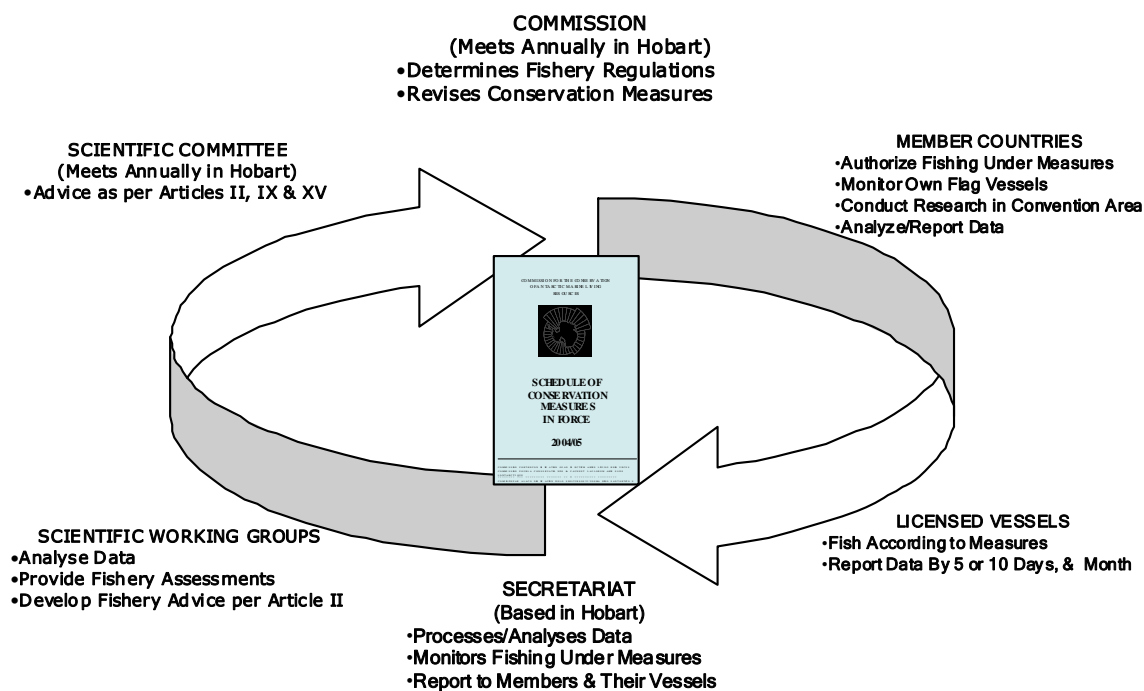 COMMISSION
(Meets Annually in Hobart)
•Determines Fishery Regulations
•Revises Conservation Measures
SCIENTIFIC COMMITTEE
(Meets Annually in Hobart)
•Advice as per Articles II, IX & XV
MEMBER COUNTRIES
•Authorize Fishing Under Measures
•Monitor Own Flag Vessels
•Conduct Research in Convention Area
•Analyze/Report Data
COMMISSION FOR THE CONSERVATION
OF ANTARCTIC MARINE LIVING
RESOURCES
SCHEDULE OF
CONSERVATION
MEASURES
IN FORCE
2004/05
SCIENTIFIC WORKING GROUPS
•Analyse Data
•Provide Fishery Assessments
•Develop Fishery Advice per Article II
LICENSED VESSELS
•Fish According to Measures
•Report Data By 5 or 10 Days, & Month
SECRETARIAT
(Based in Hobart)
•Processes/Analyses Data
•Monitors Fishing Under Measures
•Report to Members & Their Vessels